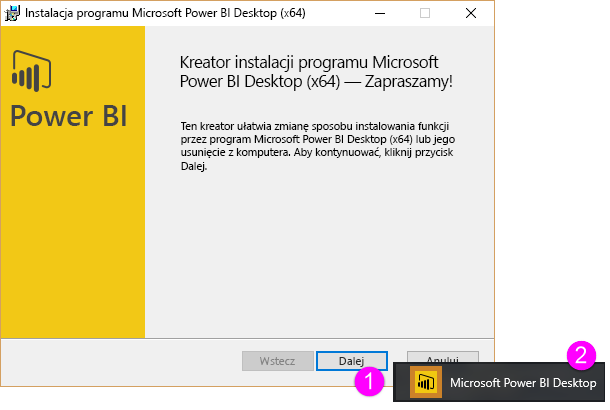 Instalacja programu Microsoft Power BI Desktop (x64)
Power BI
Kreator instalacji programu Microsoft
Power BI Desktop (x64) — Zapraszamy!
Ten kreator ułatwia zmianę sposobu instalowania funkcji
przez program Microsoft Power BI Desktop (x64) lub jego
usunięcie z komputera. Aby kontynuować, kliknij przycisk
Dalej.
Wstecz
Dalej
Anuluj
1
2
Microsoft Power BI Desktop